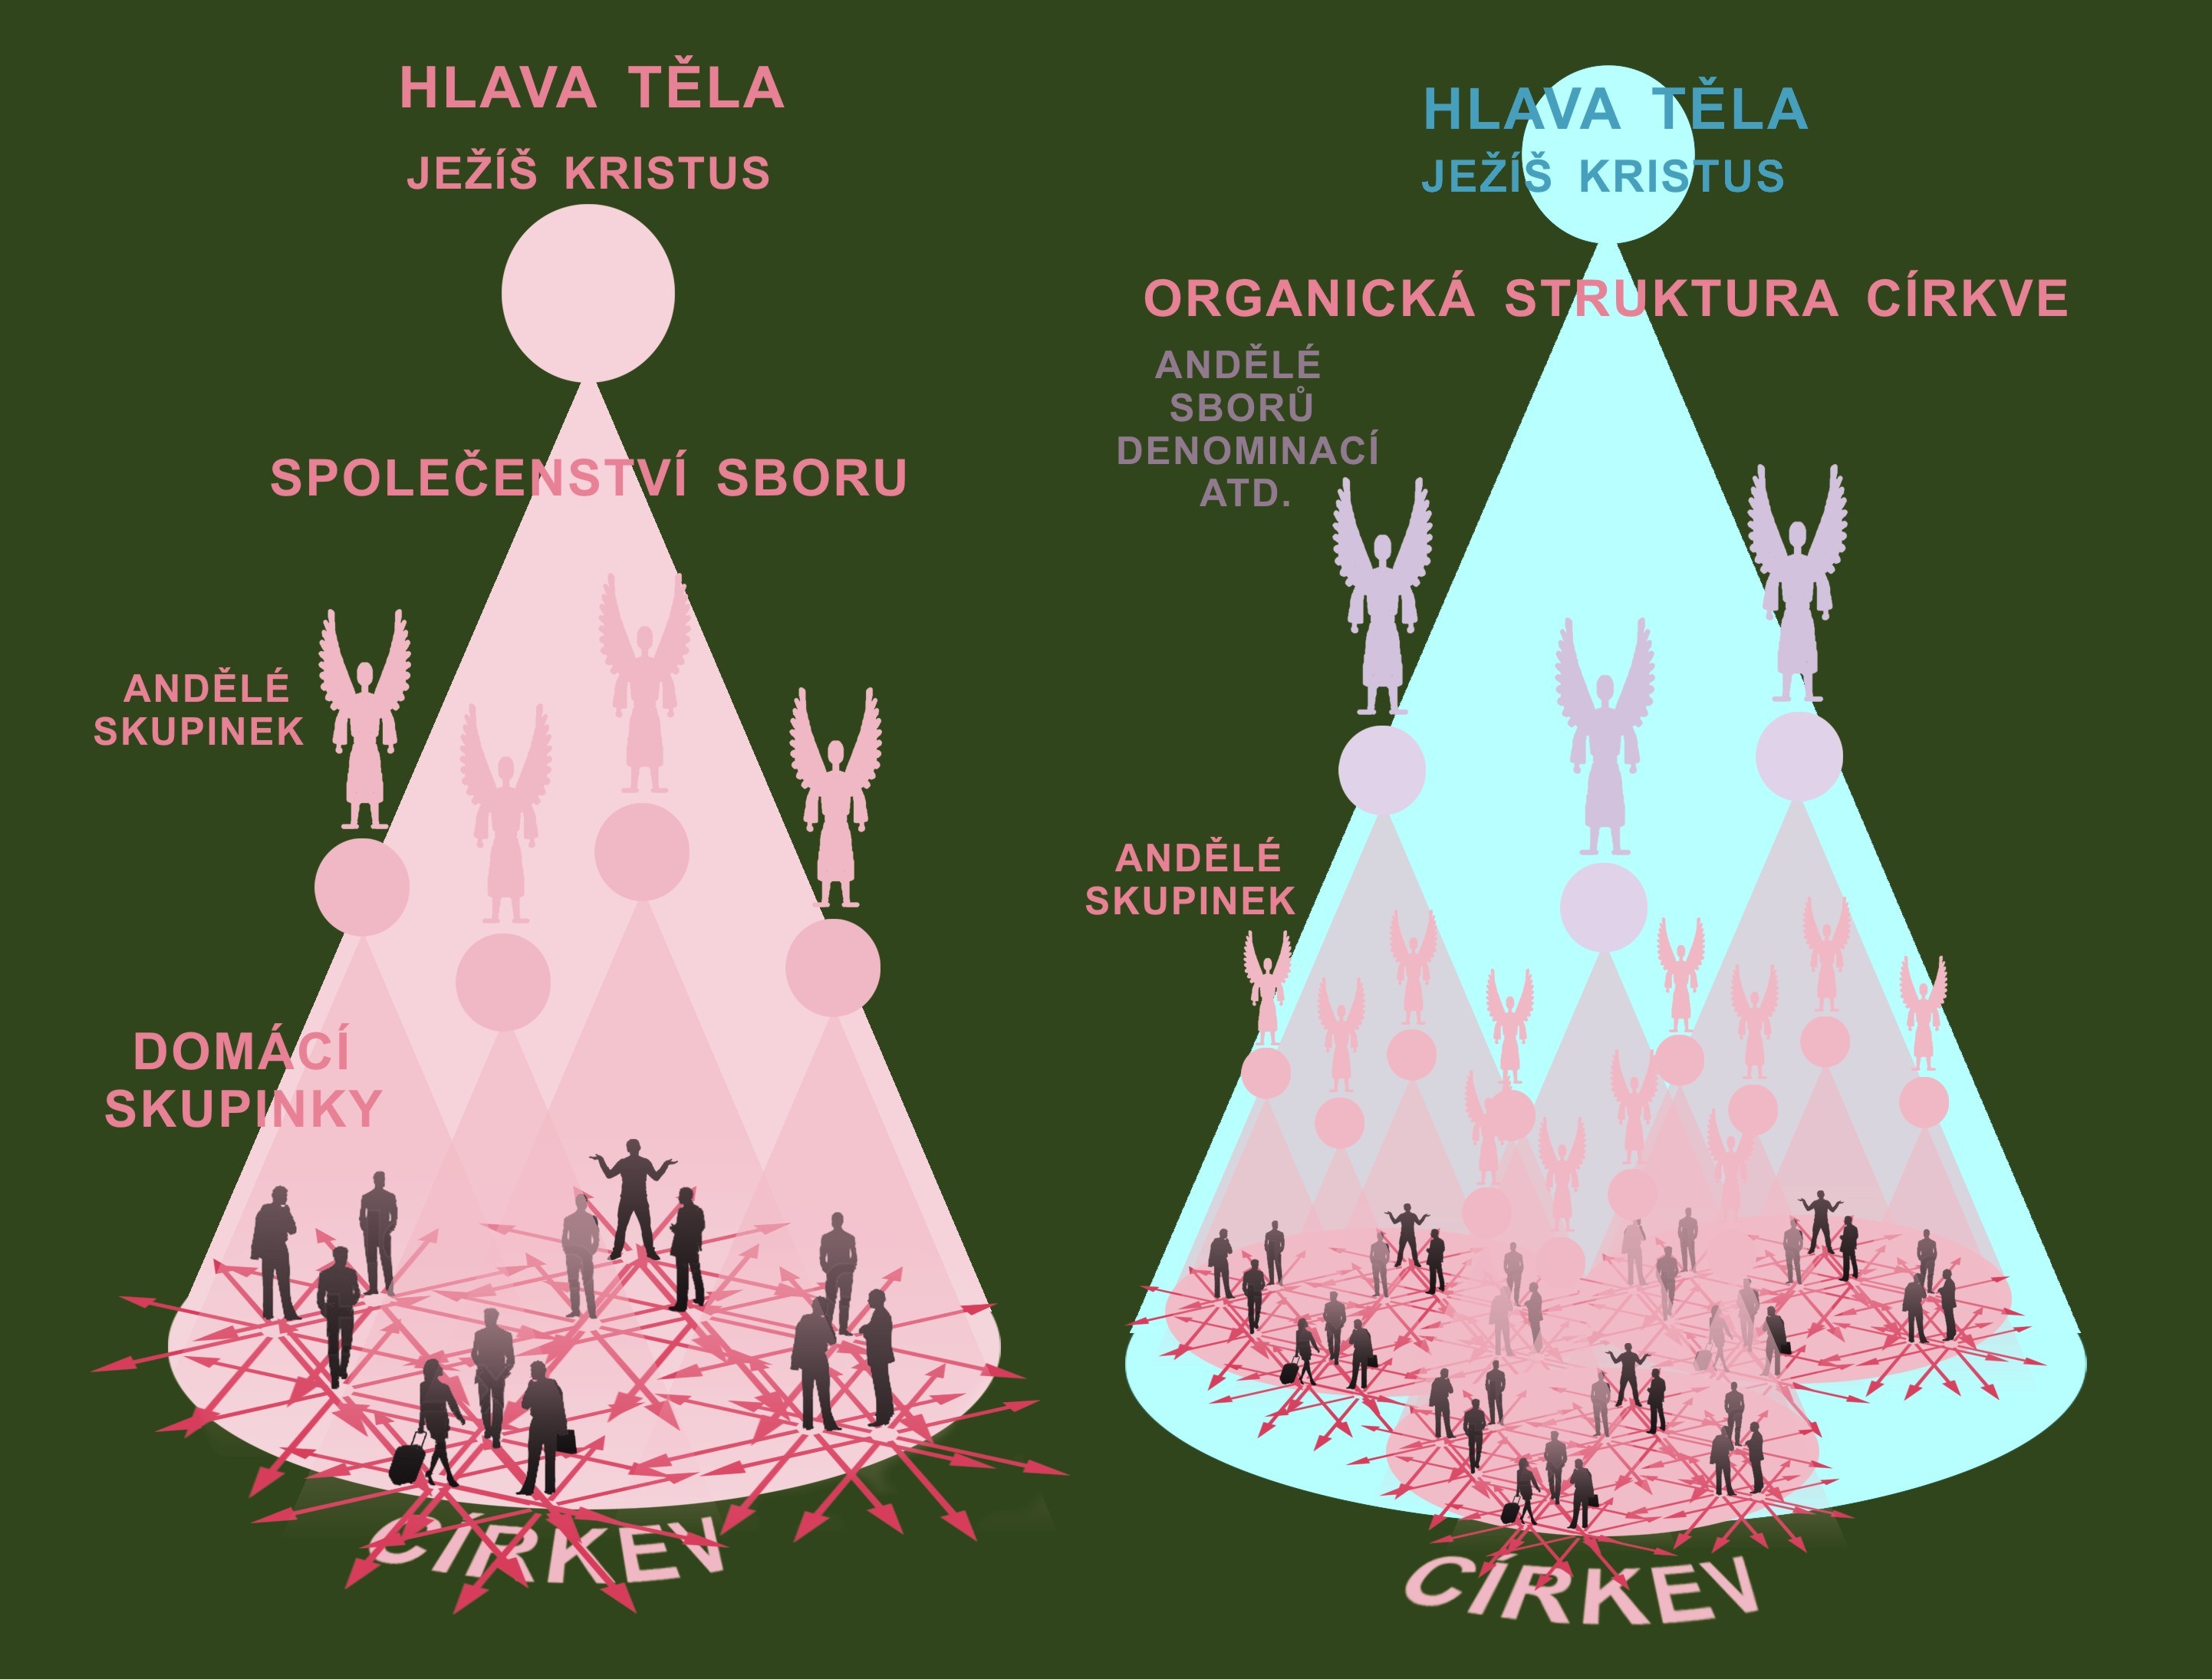 HLAVA TĚLA
JEŽÍŠ KRISTUS
SPOLEČENSTVÍ SBORU
ANDĚLÉ
SKUPINEK
DOMÁCÍ
SKUPINKY
CÍRKEV
HLAVA TĚLA
JEŽÍŠ KRISTUS
ORGANICKÁ STRUKTURA CÍRKVE
ANDĚLÉ
SBORŮ
DENOMINACÍ
ATD.
ANDĚLÉ
SKUPINEK
CÍRKEV